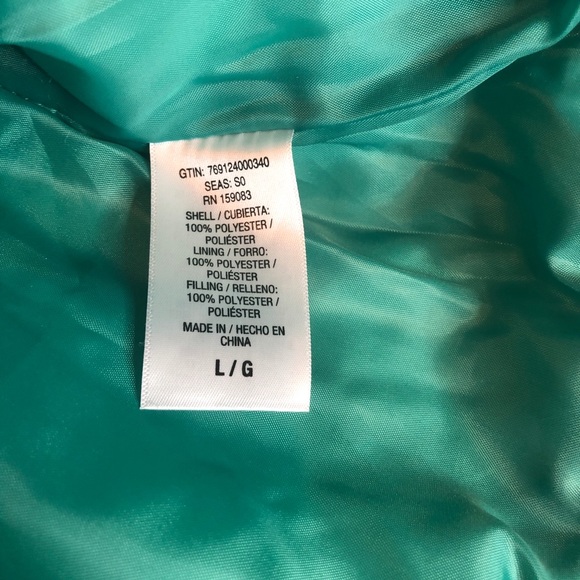 GTIN: 769124000340
SEAS: S0
RN 159083
SHELL / CUBIERTA:
100% POLYESTER /
POLIÉSTER
LINING / FORRO:
100% POLYESTER /
POLIÉSTER
FILLING / RELLENO:
100% POLYESTER /
POLIÉSTER
MADE IN / HECHO EN
CHINA
L / G